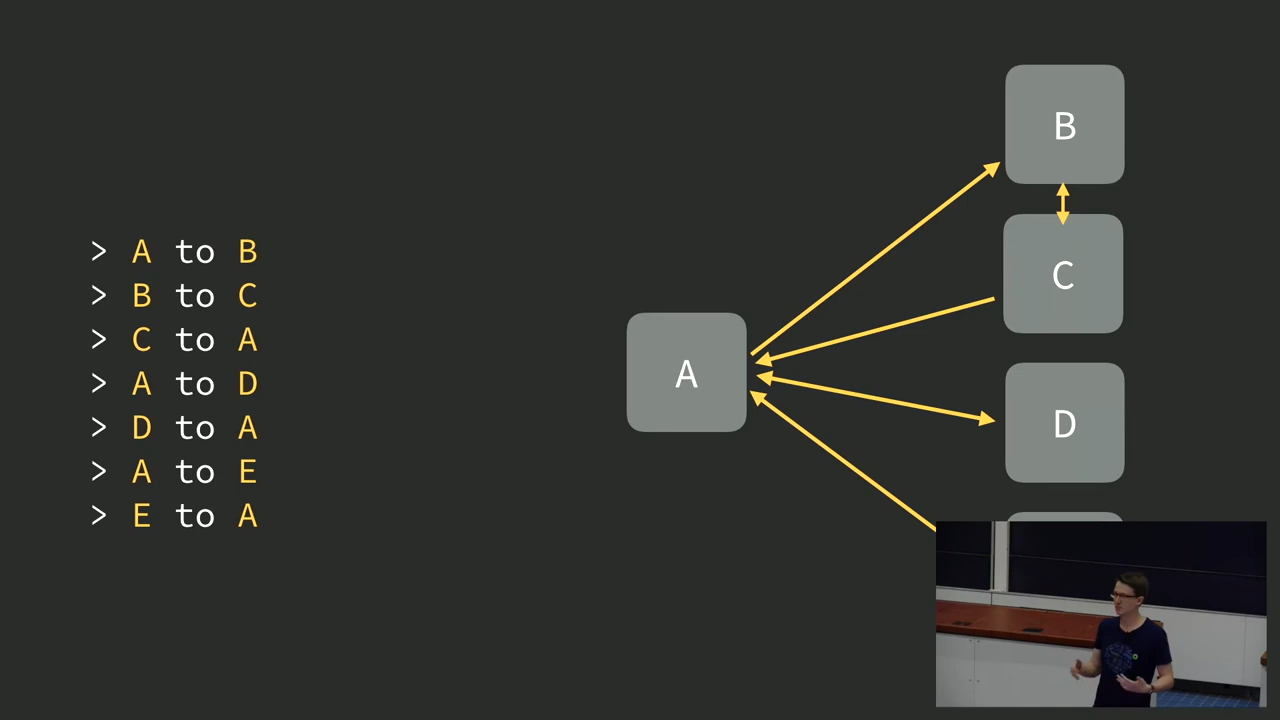 > A to B
> B to C
> C to A
> A to D
> D to A
> A to E
> E to A
B
C
A
D